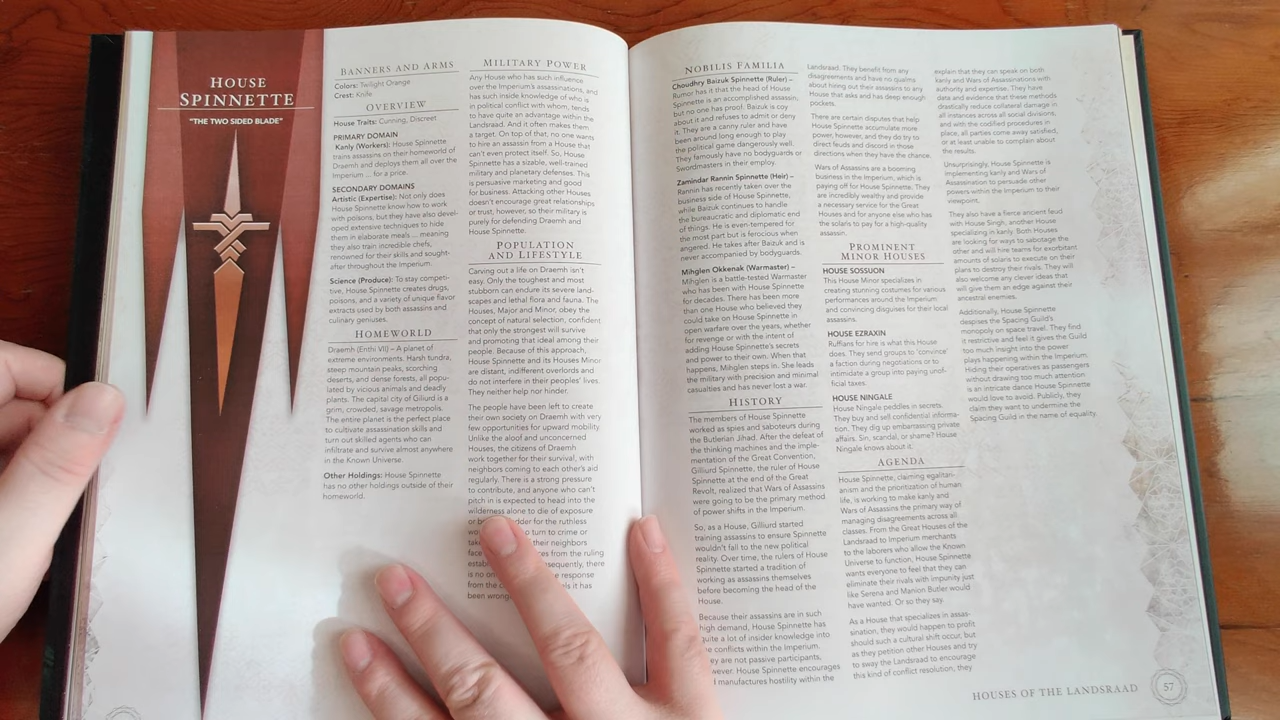 HOUSE
SPINNETTE
"THE TWO SIDED BLADE"
BANNERS AND ARMS
Colors: Twilight Orange
Crest: Knife
OVERVIEW
House Traits: Cunning, Discreet
PRIMARY DOMAIN
Kanly (Workers): House Spinnette
trains assassins on their homeworld of
Draemh and deploys them all over the
Imperium ... for a price.
SECONDARY DOMAINS
Artistic (Expertise): Not only does
House Spinnette know how to work
with poisons, but they have also devel-
oped extensive techniques to hide
them in elaborate meals ... meaning
they also train incredible chefs,
renowned for their skills and sought-
after throughout the Imperium.
Science (Produce): To stay competi-
tive, House Spinnette creates drugs,
poisons, and a variety of unique flavor
extracts used by both assassins and
culinary geniuses.
HOMEWORLD
Draemh (Enthi VII) – A planet of
extreme environments. Harsh tundra,
steep mountain peaks, scorching
deserts, and dense forests, all popu-
lated by vicious animals and deadly
plants. The capital city of Giliurd is a
grim, crowded, savage metropolis.
The entire planet is the perfect place
to cultivate assassination skills and
turn out skilled agents who can
infiltrate and survive almost anywhere
in the Known Universe.
Other Holdings: House Spinnette
has no other holdings outside of their
homeworld.
MILITARY POWER
Any House who has such influence
over the Imperium's assassinations, and
has such inside knowledge of who is
in political conflict with whom, tends
to have quite an advantage within the
Landsraad. And it often makes them
a target. On top of that, no one wants
to hire an assassin from a House that
can't even protect itself. So, House
Spinnette has a sizable, well-trained
military and planetary defenses. This
is persuasive marketing and good
for business. Attacking other Houses
doesn't encourage great relationships
or trust, however, so their military is
purely for defending Draemh and
House Spinnette.
POPULATION
AND LIFESTYLE
Carving out a life on Draemh isn't
easy. Only the toughest and most
stubborn can endure its severe land-
scapes and lethal flora and fauna. The
Houses, Major and Minor, obey the
concept of natural selection, confident
that only the strongest will survive
and promoting that ideal among their
people. Because of this approach,
House Spinnette and its Houses Minor
are distant, indifferent overlords and
do not interfere in their peoples' lives.
They neither help nor hinder.
The people have been left to create
their own society on Draemh with very
few opportunities for upward mobility.
Unlike the aloof and unconcerned
Houses, the citizens of Draemh
work together for their survival, with
neighbors coming to each other's aid
regularly. There is a strong pressure
to contribute, and anyone who can't
pitch in is expected to head into the
wilderness alone to die of exposure
or for the ruthless
to turn to crime or
their neighbors
from the ruling
there
is no response
from the it has
been
NOBILIS FAMILIA
Choudhry Baizuk Spinnette (Ruler) –
Rumor has it that the head of House
Spinnette is an accomplished assassin,
but no one has proof. Baizuk is coy
about it and refuses to admit or deny
it. They are a canny ruler and have
been around long enough to play
the political game dangerously well.
They famously have no bodyguards or
Swordmasters in their employ.
Zamindar Rannin Spinnette (Heir) –
Rannin has recently taken over the
business side of House Spinnette,
while Baizuk continues to handle
the bureaucratic and diplomatic end
of things. He is even-tempered for
the most part but is ferocious when
angered. He takes after Baizuk and is
never accompanied by bodyguards.
Mihglen Okkenak (Warmaster) –
Mihglen is a battle-tested Warmaster
who has been with House Spinnette
for decades. There has been more
than one House who believed they
could take on House Spinnette in
open warfare over the years, whether
for revenge or with the intent of
adding House Spinnette's secrets
and power to their own. When that
happens, Mihglen steps in. She leads
the military with precision and minimal
casualties and has never lost a war.
HISTORY
The members of House Spinnette
worked as spies and saboteurs during
the Butlerian Jihad. After the defeat of
the thinking machines and the imple-
mentation of the Great Convention,
Gilliurd Spinnette, the ruler of House
Spinnette at the end of the Great
Revolt, realized that Wars of Assassins
were going to be the primary method
of power shifts in the Imperium.
So, as a House, Gilliurd started
training assassins to ensure Spinnette
wouldn't fall to the new political
reality. Over time, the rulers of House
Spinnette started a tradition of
working as assassins themselves
before becoming the head of the
House.
Because their assassins are in such
high demand, House Spinnette has
quite a lot of insider knowledge into
conflicts within the Imperium.
are not passive participants,
House Spinnette encourages
manufactures hostility within the
Landsraad. They benefit from any
disagreements and have no qualms
about hiring out their assassins to any
House that asks and has deep enough
pockets.
There are certain disputes that help
House Spinnette accumulate more
power, however, and they do try to
direct feuds and discord in those
directions when they have the chance.
Wars of Assassins are a booming
business in the Imperium, which is
paying off for House Spinnette. They
are incredibly wealthy and provide
a necessary service for the Great
Houses and for anyone else who has
the solaris to pay for a high-quality
assassin.
PROMINENT
MINOR HOUSES
HOUSE SOSSUON
This House Minor specializes in
creating stunning costumes for various
performances around the Imperium
and convincing disguises for their local
assassins.
HOUSE EZRAXIN
Ruffians for hire is what this House
does. They send groups to 'convince'
a faction during negotiations or to
intimidate a group into paying unof-
ficial taxes.
HOUSE NINGALE
House Ningale peddles in secrets.
They buy and sell confidential informa-
tion. They dig up embarrassing private
affairs. Sin, scandal, or shame? House
Ningale knows about it.
AGENDA
House Spinnette, claiming egalitari-
anism and the prioritization of human
life, is working to make kanly and
Wars of Assassins the primary way of
managing disagreements across all
classes. From the Great Houses of the
Landsraad to Imperium merchants
to the laborers who allow the Known
Universe to function, House Spinnette
wants everyone to feel that they can
eliminate their rivals with impunity just
like Serena and Manion Butler would
have wanted. Or so they say.
As a House that specializes in assas-
sination, they would happen to profit
should such a cultural shift occur, but
as they petition other Houses and try
to sway the Landsraad to encourage
this kind of conflict resolution, they
explain that they can speak on both
kanly and Wars of Assassinations with
authority and expertise. They have
data and evidence that these methods
drastically reduce collateral damage in
all instances across all social divisions,
and with the codified procedures in
place, all parties come away satisfied,
or at least unable to complain about
the results.
Unsurprisingly, House Spinnette is
implementing kanly and Wars of
Assassination to persuade other
powers within the Imperium to their
viewpoint.
They also have a fierce ancient feud
with House Singh, another House
specializing in kanly. Both Houses
are looking for ways to sabotage the
other and will hire teams for exorbitant
amounts of solaris to execute on their
plans to destroy their rivals. They will
also welcome any clever ideas that
will give them an edge against their
ancestral enemies.
Additionally, House Spinnette
despises the Spacing Guild's
monopoly on space travel. They find
it restrictive and feel it gives the Guild
too much insight into the power
plays happening within the Imperium.
Hiding their operatives as passengers
without drawing too much attention
is an intricate dance House Spinnette
would love to avoid. Publicly, they
claim they want to undermine the
Spacing Guild in the name of equality.
HOUSES OF THE LANDSRAAD
57